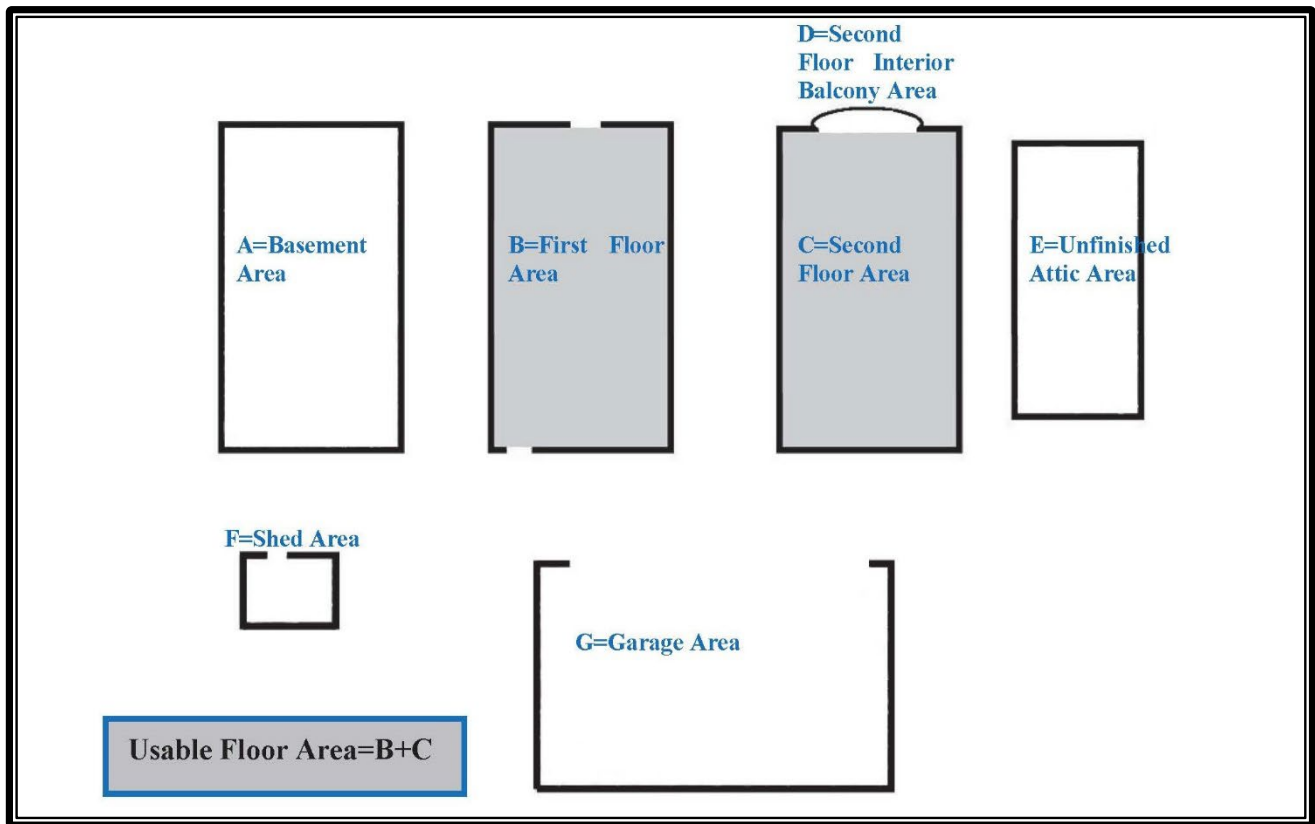 D=Second
Floor Interior
Balcony Area
A=Basement
Area
B=First Floor
Area
C=Second
Floor Area
E=Unfinished
Attic Area
F=Shed Area
G=Garage Area
Usable Floor Area=B+C